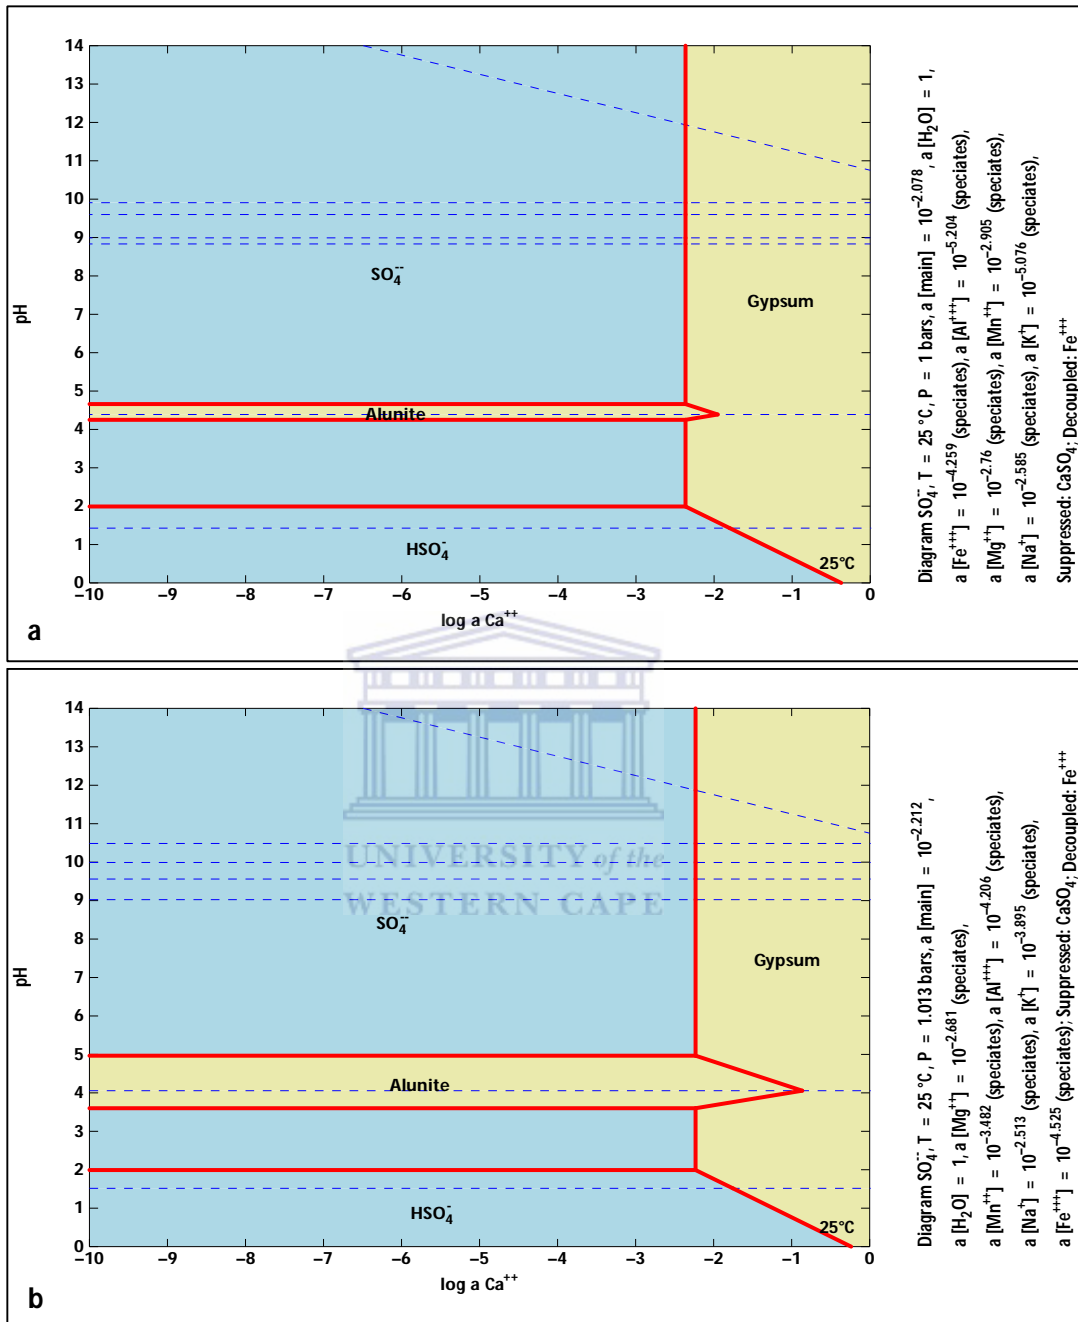 14
13
12
11
10
9
8
7
6
5
4
3
2
1
0
pH
SO₄⁻⁻
Gypsum
Alunite
HSO₄⁻
25°C
−10 −9 −8 −7 −6 −5 −4 −3 −2 −1 0
log a Ca⁺⁺
a
Diagram SO₄⁻⁻, T = 25 °C, P = 1 bars, a [main] = 10⁻²·⁰⁷⁸, a [H₂O] = 1,
a [Fe⁺⁺⁺] = 10⁻⁴·²⁵⁹ (speciates), a [Al⁺⁺⁺] = 10⁻⁵·²⁰⁴ (speciates),
a [Mg⁺⁺] = 10⁻²·⁷⁶ (speciates), a [Mn⁺⁺] = 10⁻²·⁹⁰⁵ (speciates),
a [Na⁺] = 10⁻²·⁵⁸⁵ (speciates), a [K⁺] = 10⁻⁵·⁰⁷⁶ (speciates),
Suppressed: CaSO₄; Decoupled: Fe⁺⁺⁺
14
13
12
11
10
9
8
7
6
5
4
3
2
1
0
pH
UNIVERSITY of the
WESTERN CAPE
SO₄⁻⁻
Gypsum
Alunite
HSO₄⁻
25°C
−10 −9 −8 −7 −6 −5 −4 −3 −2 −1 0
log a Ca⁺⁺
b
Diagram SO₄⁻⁻, T = 25 °C, P = 1.013 bars, a [main] = 10⁻²·²¹²,
a [H₂O] = 1, a [Mg⁺⁺] = 10⁻²·⁶⁸¹ (speciates),
a [Mn⁺⁺] = 10⁻³·⁴⁸² (speciates), a [Al⁺⁺⁺] = 10⁻⁴·²⁰⁶ (speciates),
a [Na⁺] = 10⁻²·⁵¹³ (speciates), a [K⁺] = 10⁻³·⁸⁹⁵ (speciates),
a [Fe⁺⁺⁺] = 10⁻⁴·⁵²⁵ (speciates); Suppressed: CaSO₄; Decoupled: Fe⁺⁺⁺